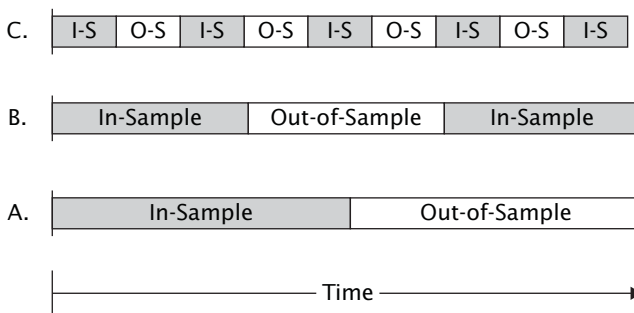 C. I-S O-S I-S O-S I-S O-S I-S O-S I-S
B. In-Sample Out-of-Sample In-Sample
A. In-Sample Out-of-Sample
Time